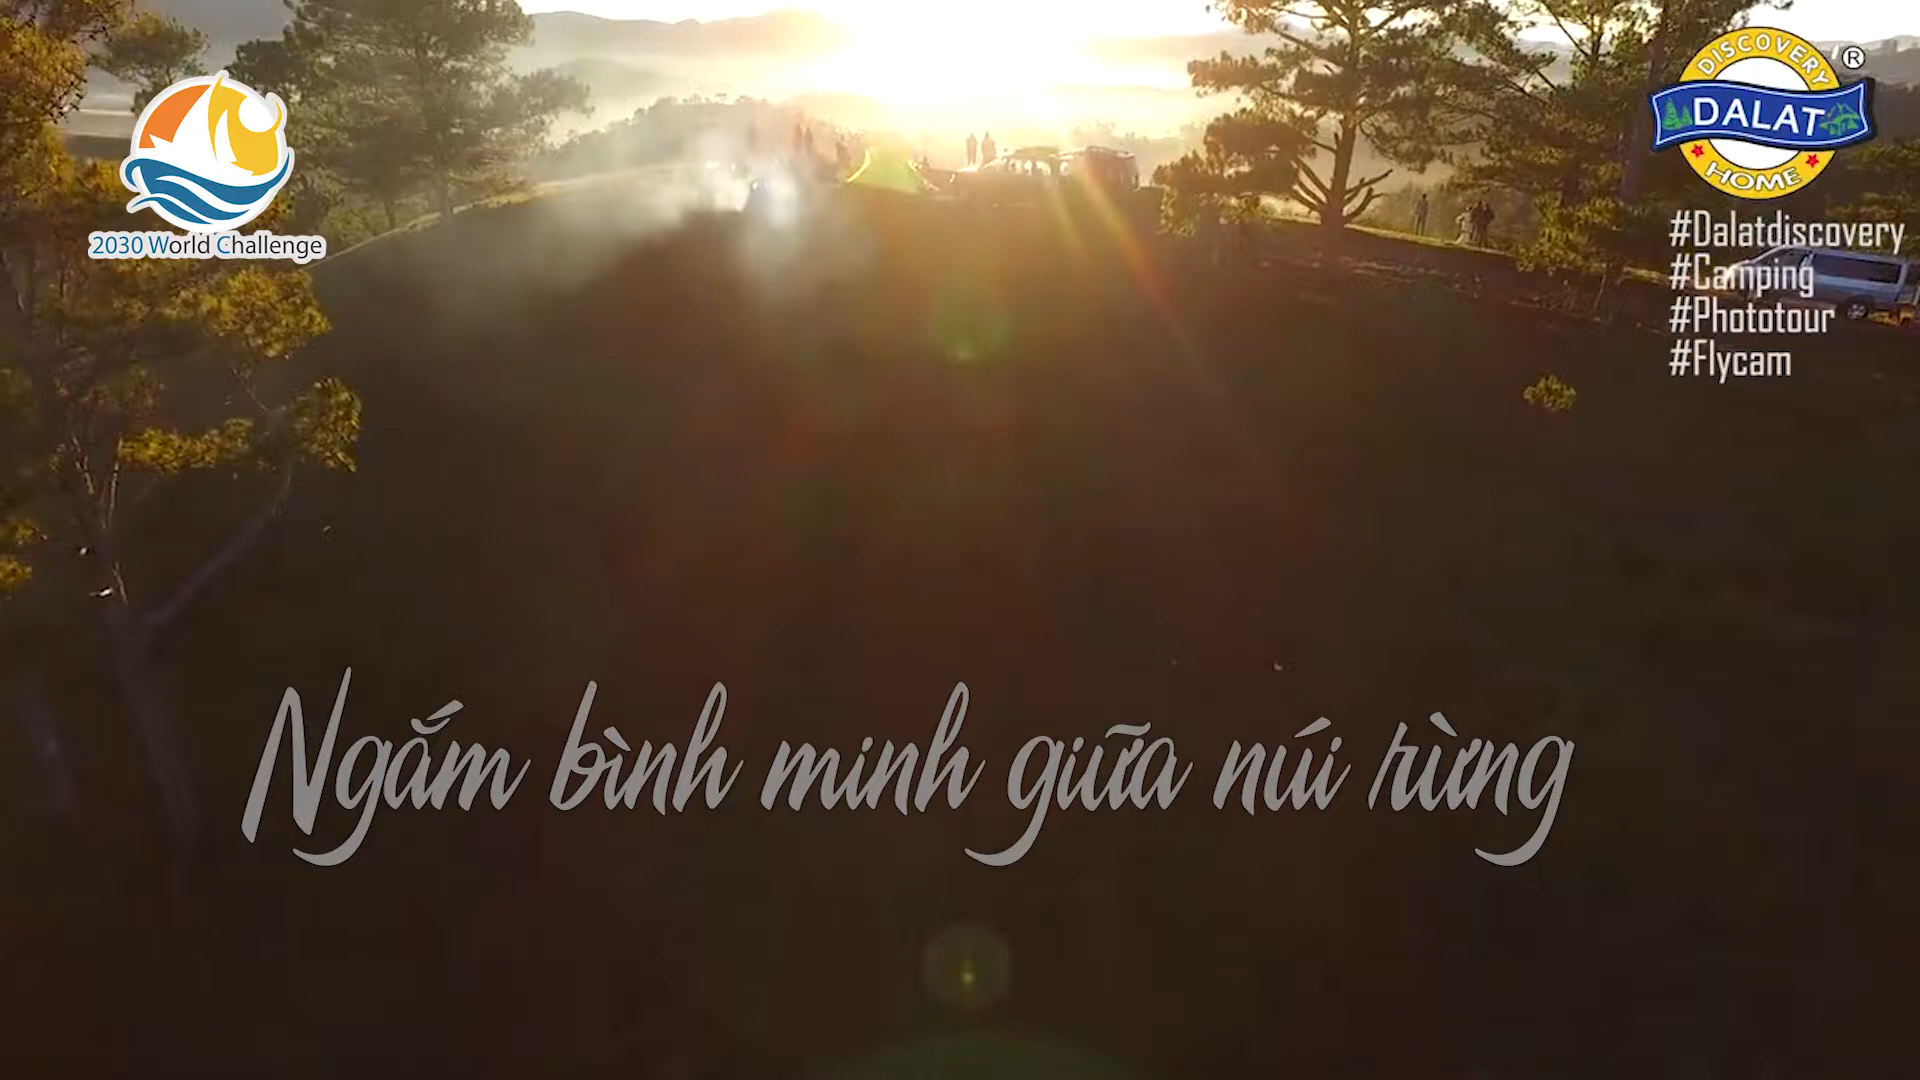 DISCOVERY ®
DALAT
HOME
2030 World Challenge
#Dalatdiscovery
#Camping
#Phototour
#Flycam
Ngắm bình minh giữa núi rừng